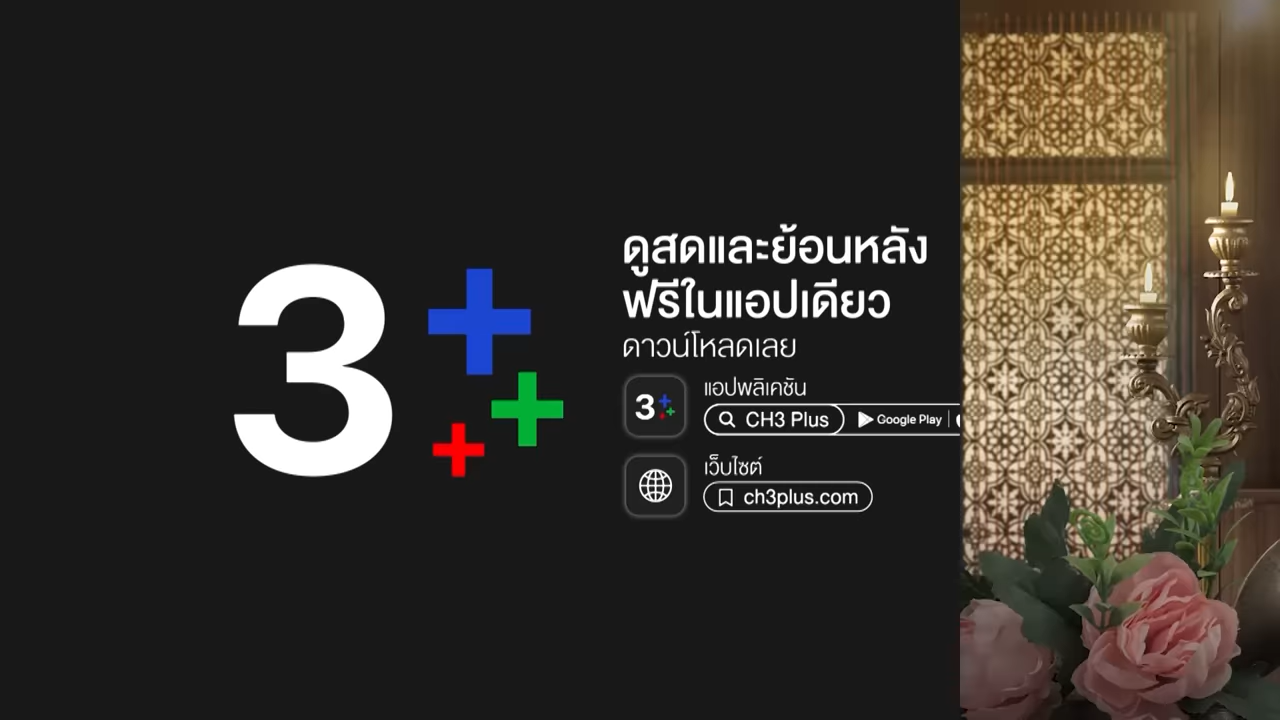 3
ดูสดและย้อนหลัง
ฟรีในแอปเดียว
ดาวน์โหลดเลย
3
แอปพลิเคชัน
CH3 Plus
Google Play
เว็บไซต์
ch3plus.com